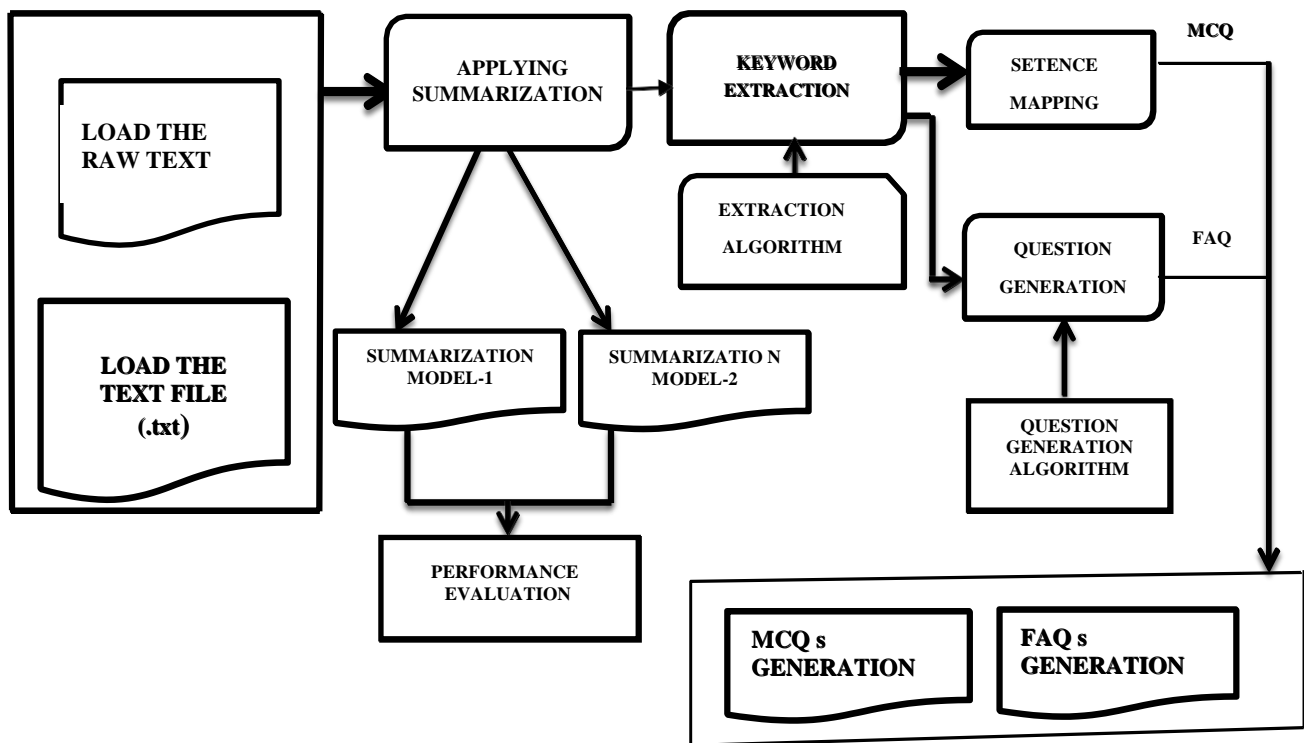 LOAD THE
RAW TEXT
LOAD THE
TEXT FILE
(.txt)
APPLYING
SUMMARIZATION
SUMMARIZATION
MODEL-1
SUMMARIZATIO N
MODEL-2
PERFORMANCE
EVALUATION
KEYWORD
EXTRACTION
EXTRACTION
ALGORITHM
SETENCE
MAPPING
MCQ
QUESTION
GENERATION
FAQ
QUESTION
GENERATION
ALGORITHM
MCQ s
GENERATION
FAQ s
GENERATION